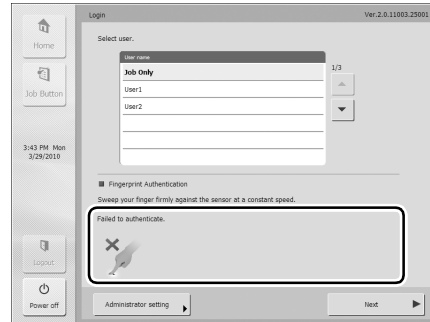 Login
Ver.2.0.11003.25001
Home
Job Button
3:43 PM Mon
3/29/2010
Logout
Power off
Select user.
User name
Job Only
User1
User2
1/3
Fingerprint Authentication
Sweep your finger firmly against the sensor at a constant speed.
Failed to authenticate.
Administrator setting
Next